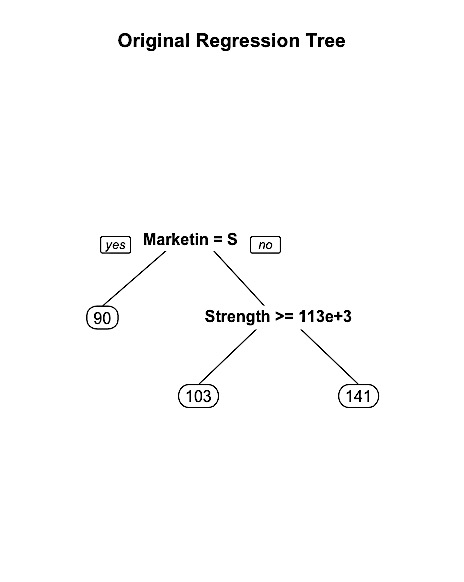 Original Regression Tree
yes
Marketin = S
no
90
Strength >= 113e+3
103
141